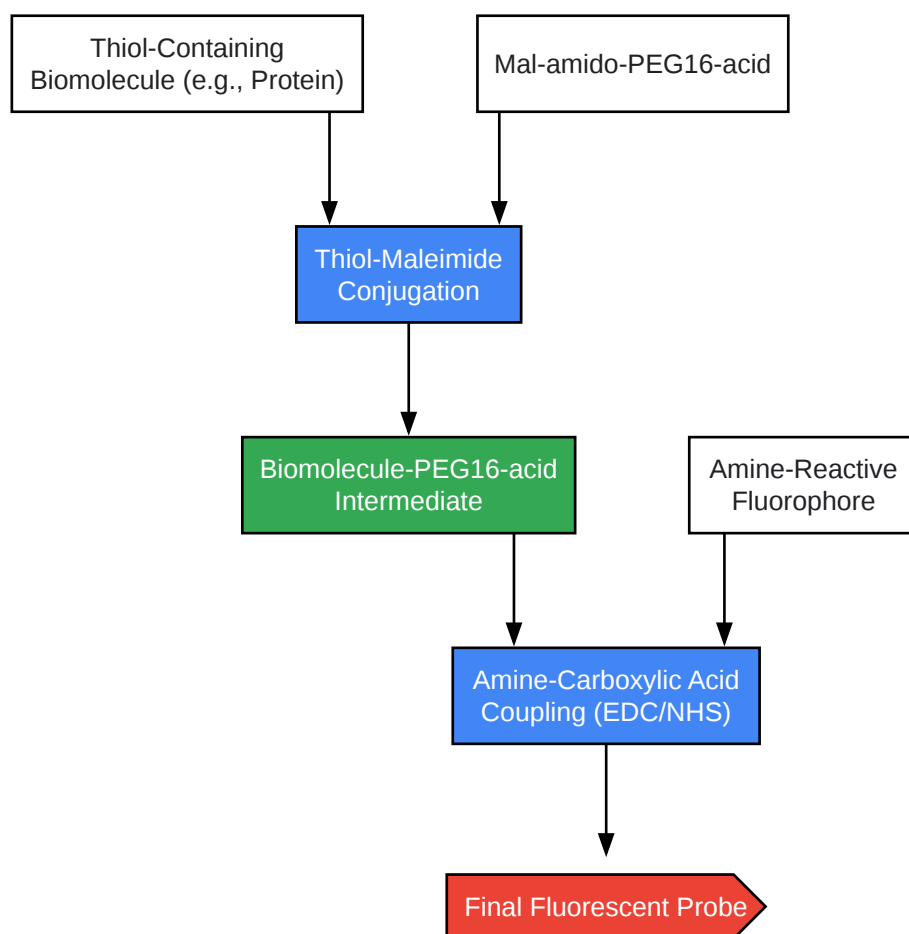 Thiol-Containing
Biomolecule (e.g., Protein)
Mal-amido-PEG16-acid
Thiol-Maleimide
Conjugation
Biomolecule-PEG16-acid
Intermediate
Amine-Reactive
Fluorophore
Amine-Carboxylic Acid
Coupling (EDC/NHS)
Final Fluorescent Probe